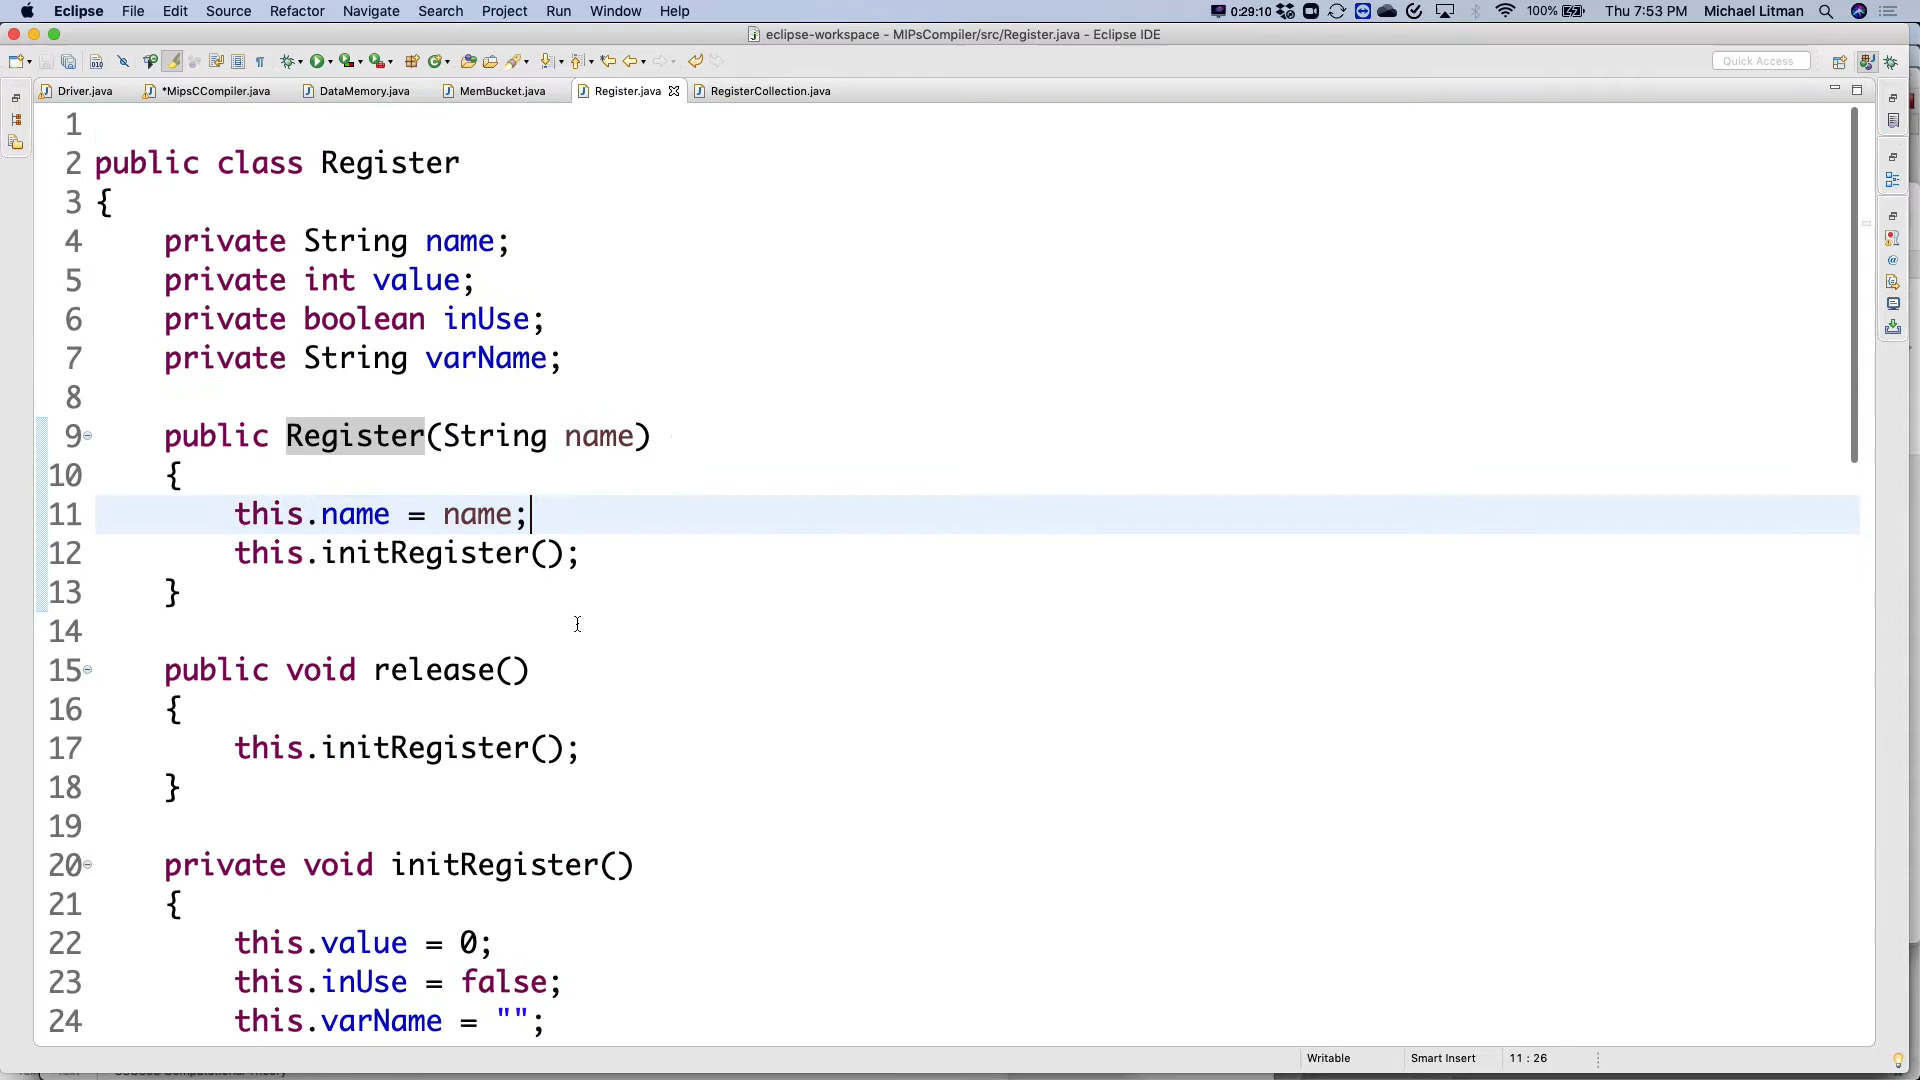 Eclipse File Edit Source Refactor Navigate Search Project Run Window Help 0:29:10 100% Thu 7:53 PM Michael Litman
eclipse-workspace - MIPsCompiler/src/Register.java - Eclipse IDE
Quick Access
Driver.java *MipsCCompiler.java DataMemory.java MemBucket.java Register.java RegisterCollection.java
1
2 public class Register
3 {
4 private String name;
5 private int value;
6 private boolean inUse;
7 private String varName;
8
9 public Register(String name)
10 {
11 this.name = name;
12 this.initRegister();
13 }
14
15 public void release()
16 {
17 this.initRegister();
18 }
19
20 private void initRegister()
21 {
22 this.value = 0;
23 this.inUse = false;
24 this.varName = "";
Writable Smart Insert 11 : 26